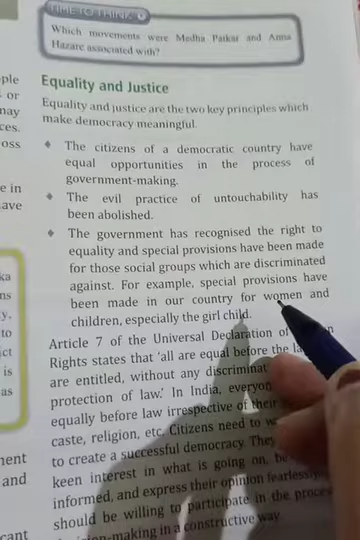 TIME TO THINK
Which movements were Medha Patkar and Anna
Hazare associated with?
ple
or
may
ces.
oss
e in
ave
Equality and Justice
Equality and justice are the two key principles which
make democracy meaningful.
The citizens of a democratic country have
equal opportunities in the process of
government-making.
The evil practice of untouchability has
been abolished.
The government has recognised the right to
equality and special provisions have been made
for those social groups which are discriminated
against. For example, special provisions have
been made in our country for women and
children, especially the girl child.
ka
ns
y,
to
ict
is
as
Article 7 of the Universal Declaration of
Rights states that 'all are equal before the
are entitled, without any
protection of law.' In India,
equally before law irrespective of their
caste, religion, etc. Citizens need to
to create a successful democracy. They
keen interest in what is going on,
informed, and express their opinion
should be willing to participate in the
making in a constructive way.
ment
and
cant